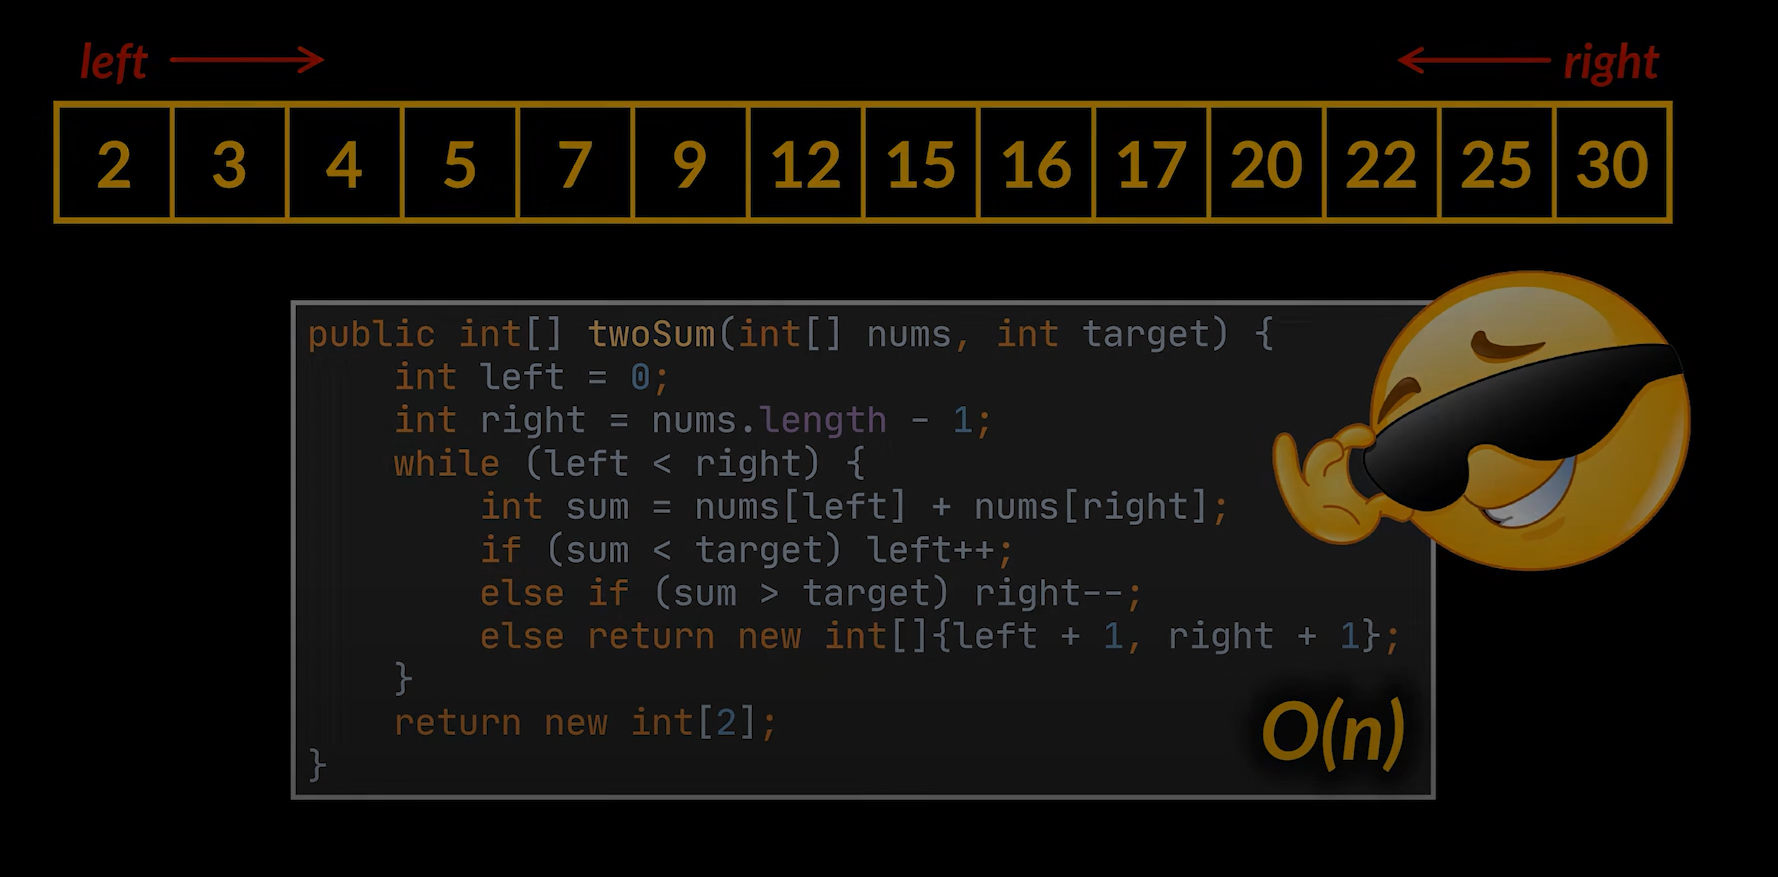 left right
2 3 4 5 7 9 12 15 16 17 20 22 25 30
public int[] twoSum(int[] nums, int target) {
    int left = 0;
    int right = nums.length - 1;
    while (left < right) {
        int sum = nums[left] + nums[right];
        if (sum < target) left++;
        else if (sum > target) right--;
        else return new int[]{left + 1, right + 1};
    }
    return new int[2];
}
O(n)